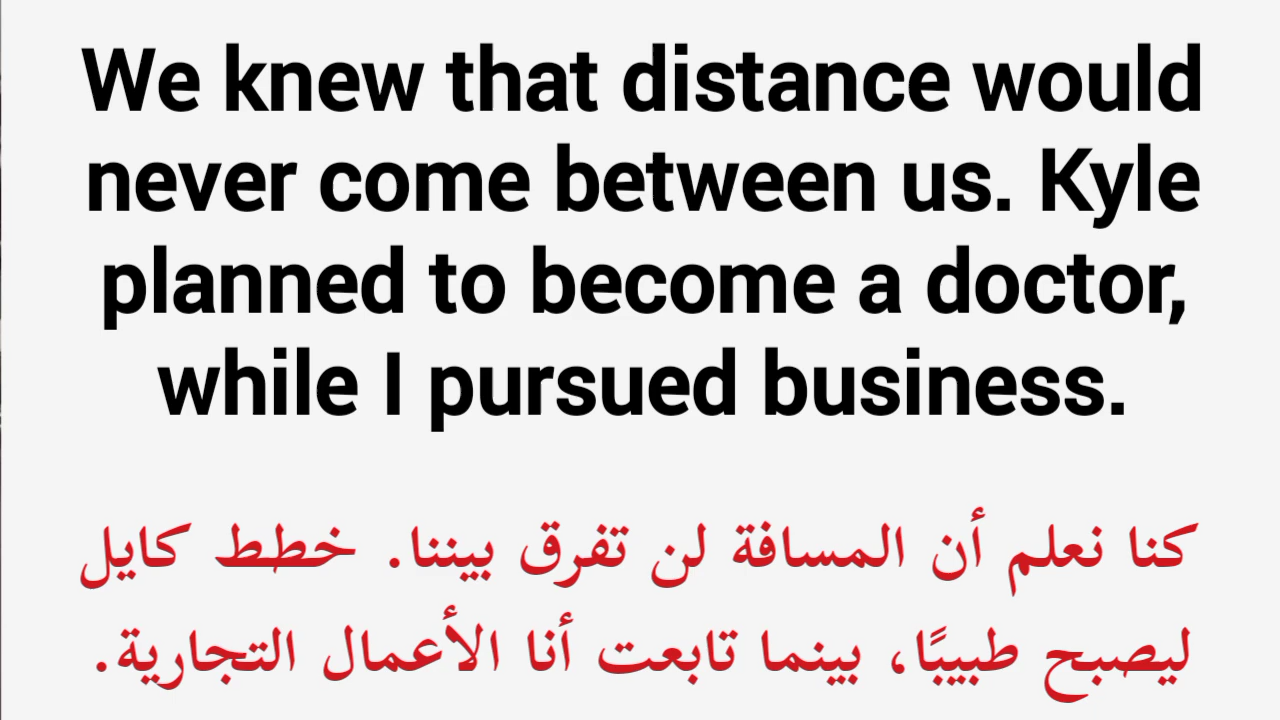 We knew that distance would
never come between us. Kyle
planned to become a doctor,
while I pursued business.
كنا نعلم أن المسافة لن تفرق بيننا. خطط كايل
ليصبح طبيبًا، بينما تابعت أنا الأعمال التجارية.